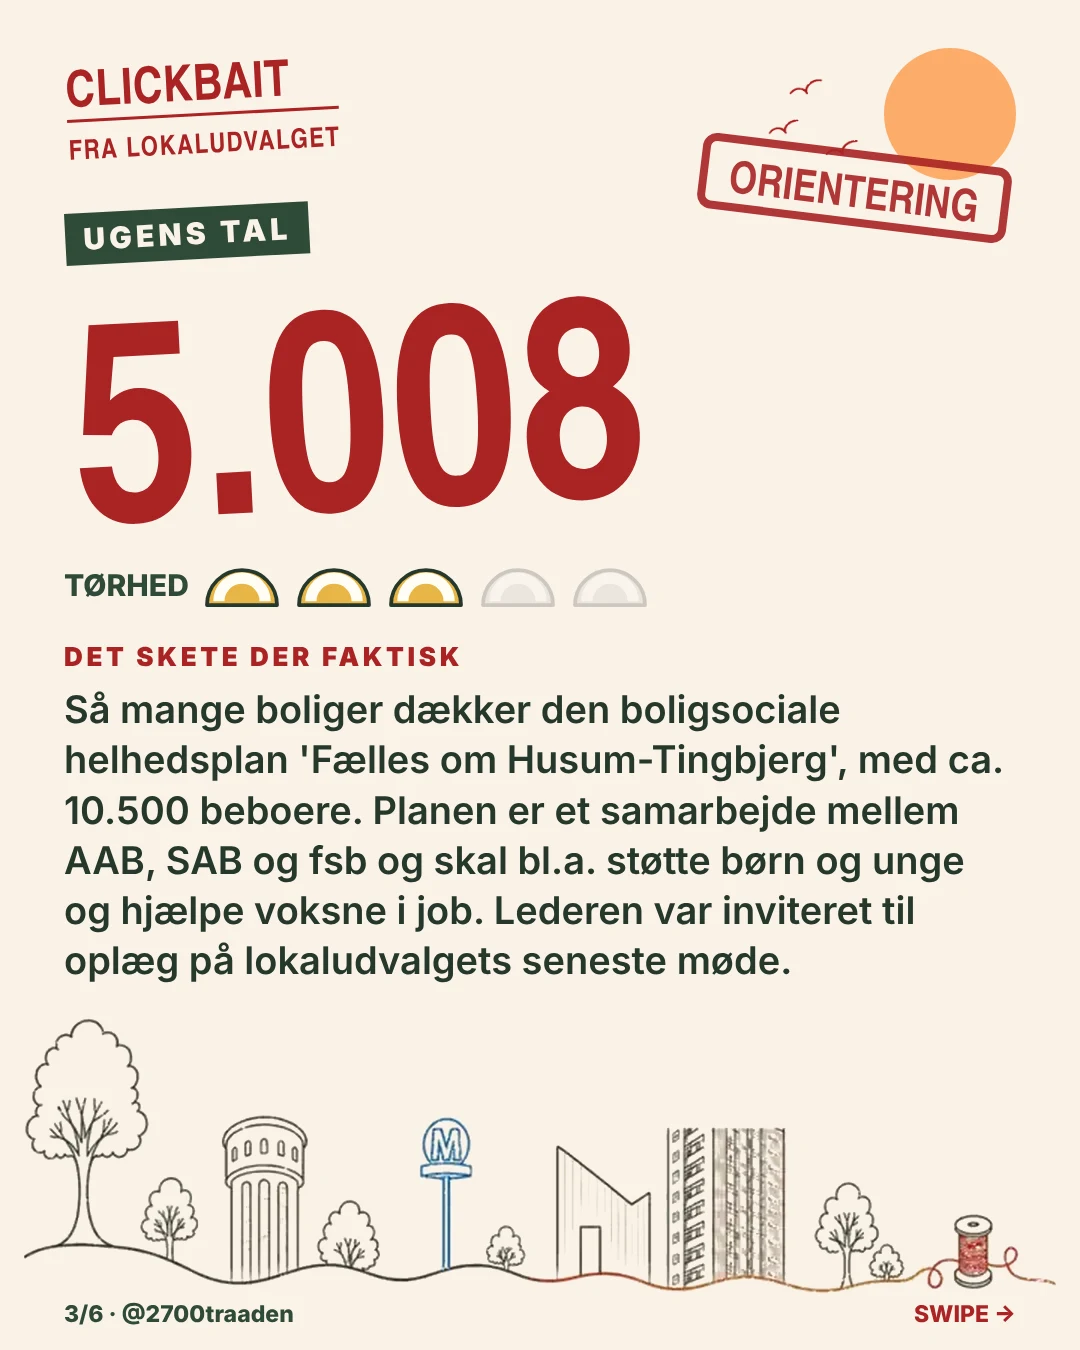 CLICKBAIT
FRA LOKALUDVALGET
ORIENTERING
UGENS TAL
5.008
TØRHED
DET SKETE DER FAKTISK
Så mange boliger dækker den boligsociale
helhedsplan 'Fælles om Husum-Tingbjerg', med ca.
10.500 beboere. Planen er et samarbejde mellem
AAB, SAB og fsb og skal bl.a. støtte børn og unge
og hjælpe voksne i job. Lederen var inviteret til
oplæg på lokaludvalgets seneste møde.
M
3/6 · @2700traaden
SWIPE →